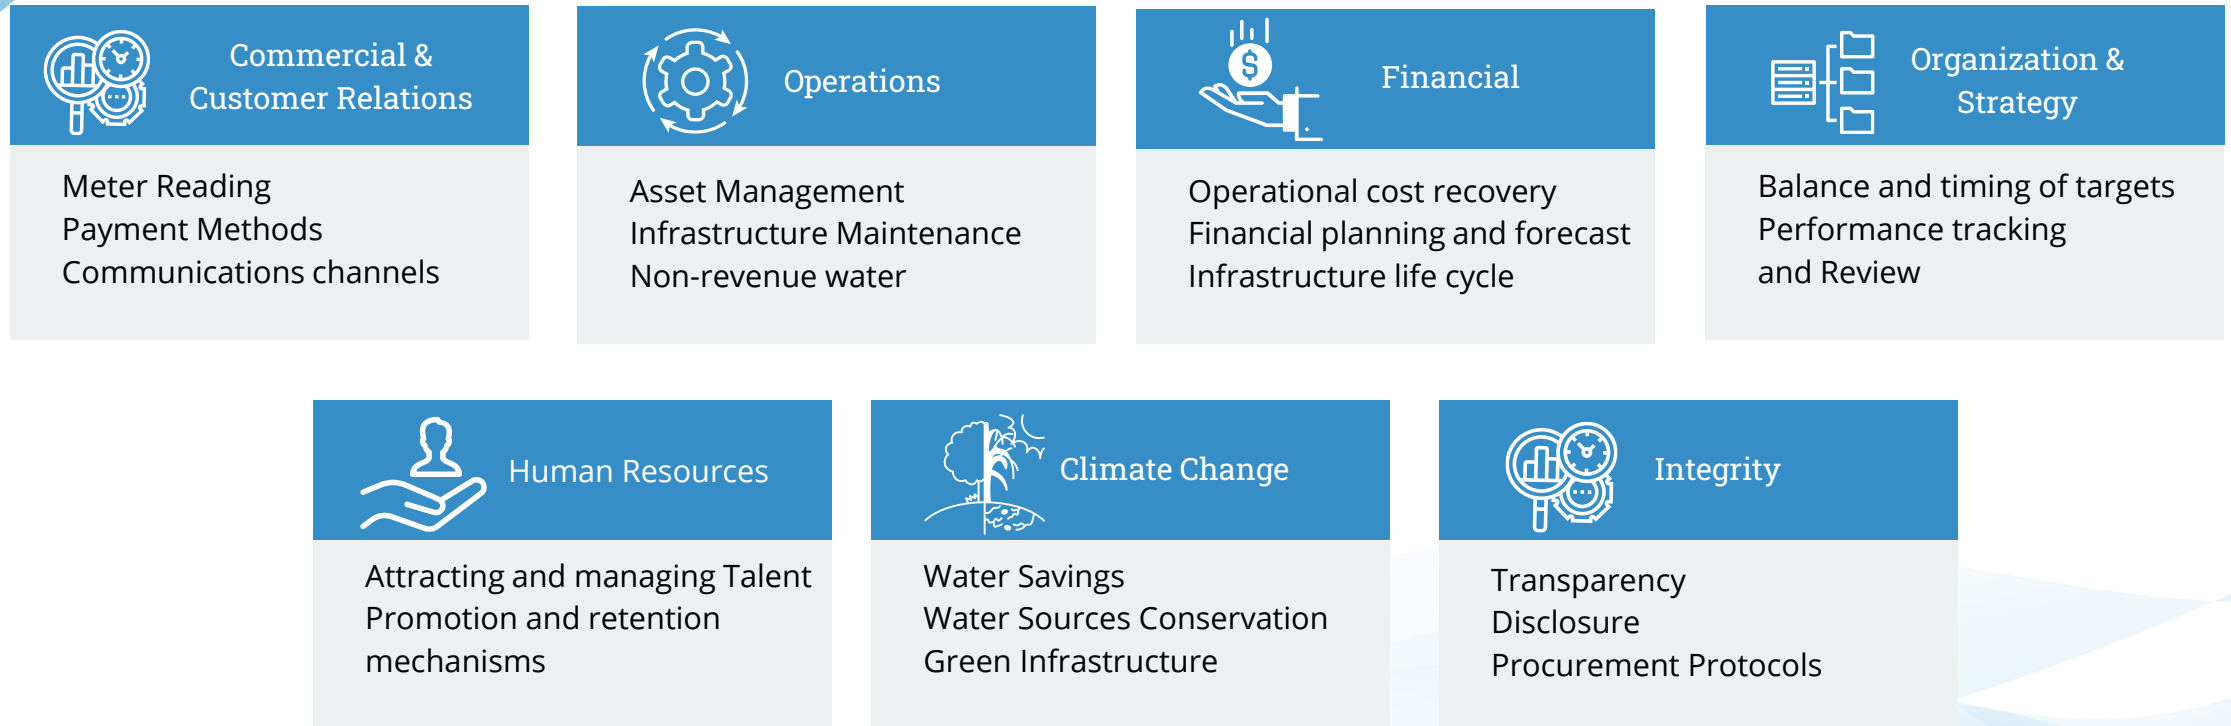 Commercial &
Customer Relations
Meter Reading
Payment Methods
Communications channels
Operations
Asset Management
Infrastructure Maintenance
Non-revenue water
$
Financial
Operational cost recovery
Financial planning and forecast
Infrastructure life cycle
Organization &
Strategy
Balance and timing of targets
Performance tracking
and Review
Human Resources
Attracting and managing Talent
Promotion and retention
mechanisms
Climate Change
Water Savings
Water Sources Conservation
Green Infrastructure
Integrity
Transparency
Disclosure
Procurement Protocols